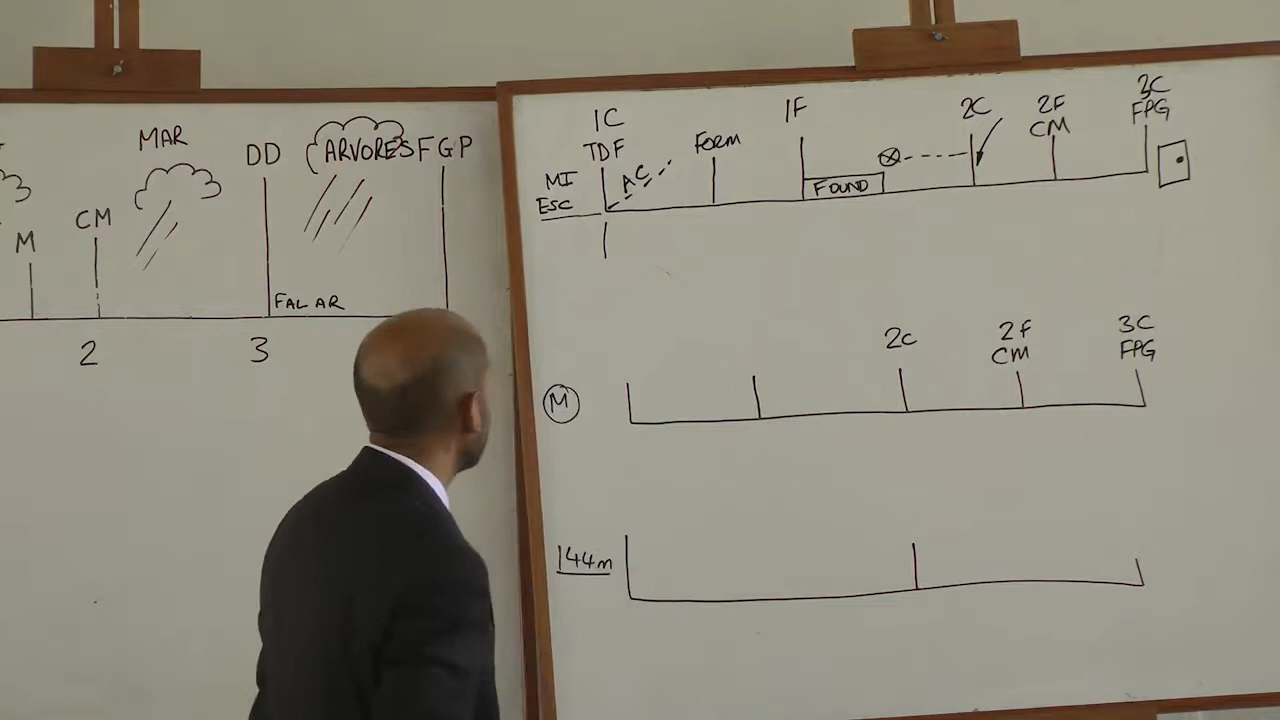 MAR
DD
ARVORES FGP
CM
M
FALAR
2
3
1C
TDF
FORM
1F
2C
2F
CM
3C
FPG
MI
ESC
AC
FOUND
M
2C
2F
CM
3C
FPG
144m